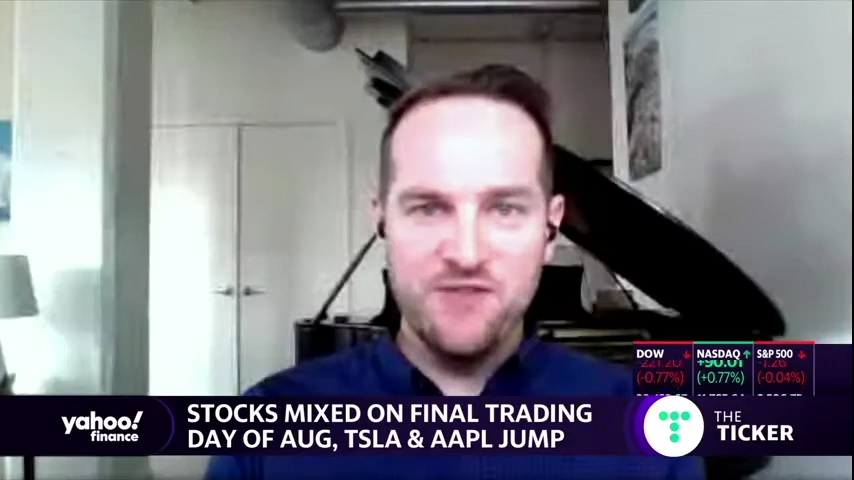 DOW
NASDAQ
S&P 500
(-0.77%)
(+0.77%)
(-0.04%)
yahoo!
finance
STOCKS MIXED ON FINAL TRADING
DAY OF AUG, TSLA & AAPL JUMP
THE
TICKER